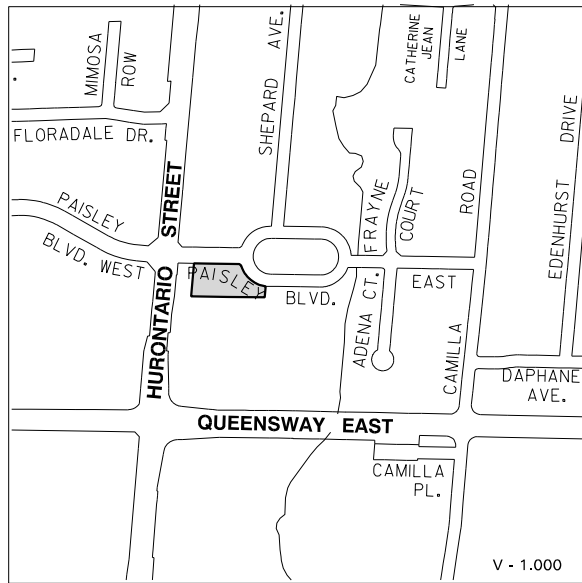 MIMOSA
ROW
FLORADALE DR.
SHEPARD AVE.
CATHERINE
JEAN
LANE
PAISLEY
BLVD. WEST
HURONTARIO STREET
PAISLEY
BLVD.
EAST
FRAYNE
COURT
ADENA CT.
CAMILLA
ROAD
EDENHURST DRIVE
DAPHANE
AVE.
QUEENSWAY EAST
CAMILLA
PL.
V - 1.000